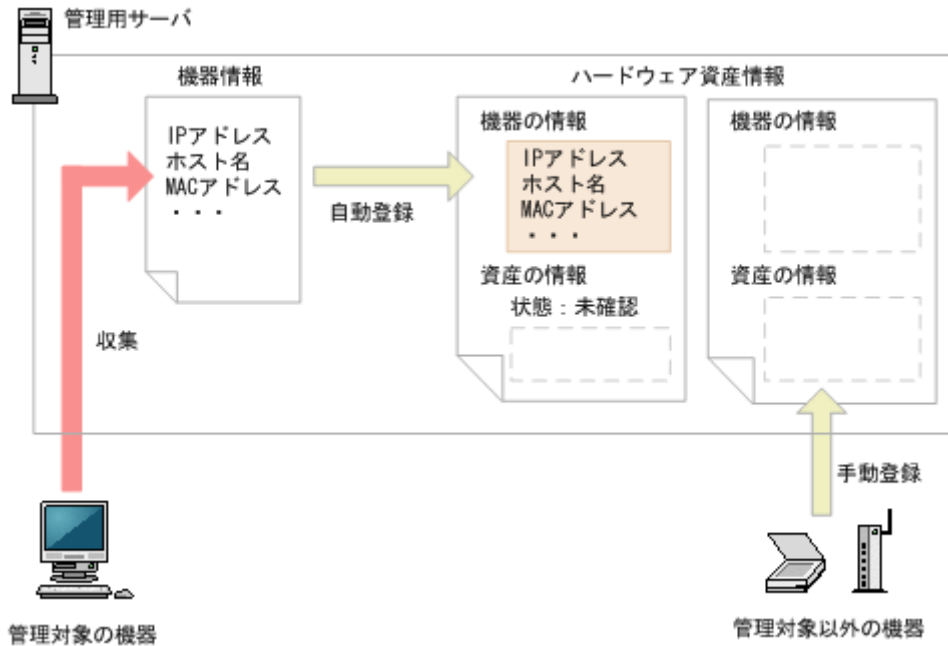 管理用サーバ
機器情報
IPアドレス
ホスト名
MACアドレス
・・・
自動登録
収集
ハードウェア資産情報
機器の情報
IPアドレス
ホスト名
MACアドレス
・・・
資産の情報
状態：未確認
機器の情報
資産の情報
手動登録
管理対象の機器
管理対象以外の機器